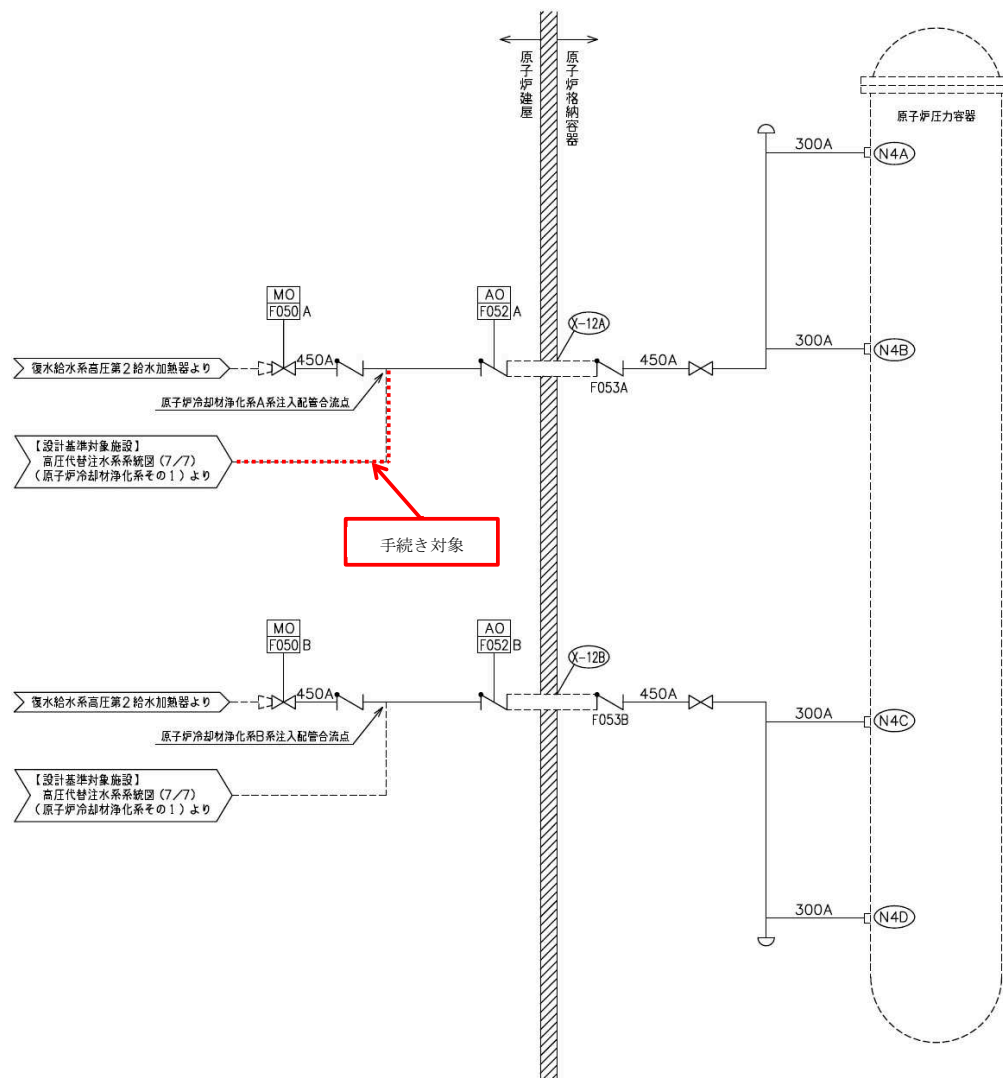 原子炉建屋
原子炉格納容器
原子炉圧力容器
300A
N4A
MO
F050 A
AO
F052 A
X-12A
300A
N4B
復水給水系高圧第2給水加熱器より
450A
450A
F053A
原子炉冷却材浄化系A系注入配管合流点
【設計基準対象施設】
高圧代替注水系系統図(7/7)
(原子炉冷却材浄化系その1)より
手続き対象
MO
F050 B
AO
F052 B
X-12B
復水給水系高圧第2給水加熱器より
450A
450A
F053B
300A
N4C
原子炉冷却材浄化系B系注入配管合流点
【設計基準対象施設】
高圧代替注水系系統図(7/7)
(原子炉冷却材浄化系その1)より
300A
N4D